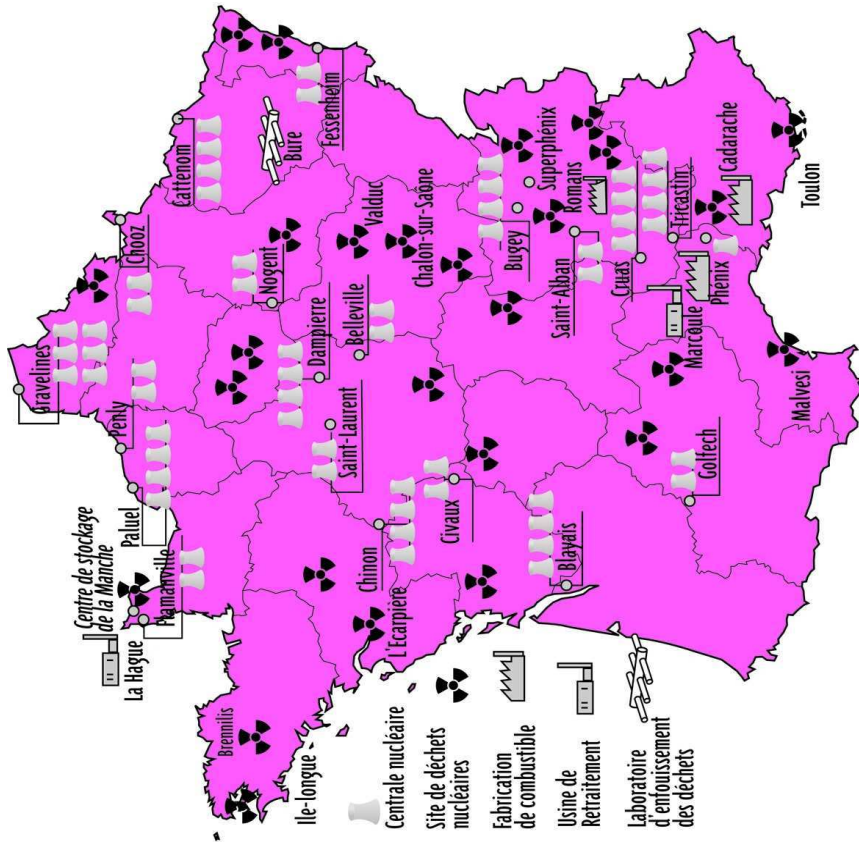 Gravelines
Chooz
Cattenom
Penly
Paluel
Centre de stockage
de la Manche
La Hague
Flamanville
Nogent
Bure
Fessenheim
Brennilis
Ile-longue
Dampierre
Belleville
Saint-Laurent
Valduc
Chalon-sur-Saône
Chinon
L'Ecarpière
Civaux
Bugey
Superphénix
Romans
Saint-Alban
Cruas
Tricastim
Blayais
Marcoule
Phenix
Cadarache
Golfech
Malvesi
Toulon
Centrale nucléaire
Site de déchets
nucléaires
Fabrication
de combustible
Usine de
Retraitement
Laboratoire
d'enfouissement
des déchets